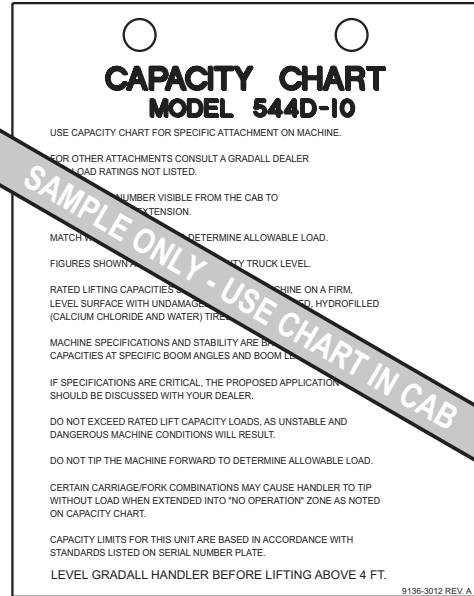 CAPACITY CHART
MODEL 544D-10
USE CAPACITY CHART FOR SPECIFIC ATTACHMENT ON MACHINE.
FOR OTHER ATTACHMENTS CONSULT A GRADALL DEALER
LOAD RATINGS NOT LISTED.
NUMBER VISIBLE FROM THE CAB TO
EXTENSION.
MATCH DETERMINE ALLOWABLE LOAD.
FIGURES SHOWN TRUCK LEVEL.
RATED LIFTING CAPACITIES ON A FIRM,
LEVEL SURFACE WITH HYDROFILLED
(CALCIUM CHLORIDE AND WATER)
MACHINE SPECIFICATIONS AND STABILITY ARE
CAPACITIES AT SPECIFIC BOOM ANGLES AND BOOM
IF SPECIFICATIONS ARE CRITICAL, THE PROPOSED APPLICATION
SHOULD BE DISCUSSED WITH YOUR DEALER.
DO NOT EXCEED RATED LIFT CAPACITY LOADS, AS UNSTABLE AND
DANGEROUS MACHINE CONDITIONS WILL RESULT.
DO NOT TIP THE MACHINE FORWARD TO DETERMINE ALLOWABLE LOAD.
CERTAIN CARRIAGE/FORK COMBINATIONS MAY CAUSE HANDLER TO TIP
WITHOUT LOAD WHEN EXTENDED INTO "NO OPERATION" ZONE AS NOTED
ON CAPACITY CHART.
CAPACITY LIMITS FOR THIS UNIT ARE BASED IN ACCORDANCE WITH
STANDARDS LISTED ON SERIAL NUMBER PLATE.
LEVEL GRADALL HANDLER BEFORE LIFTING ABOVE 4 FT.
9136-3012 REV. A
SAMPLE ONLY - USE CHART IN CAB